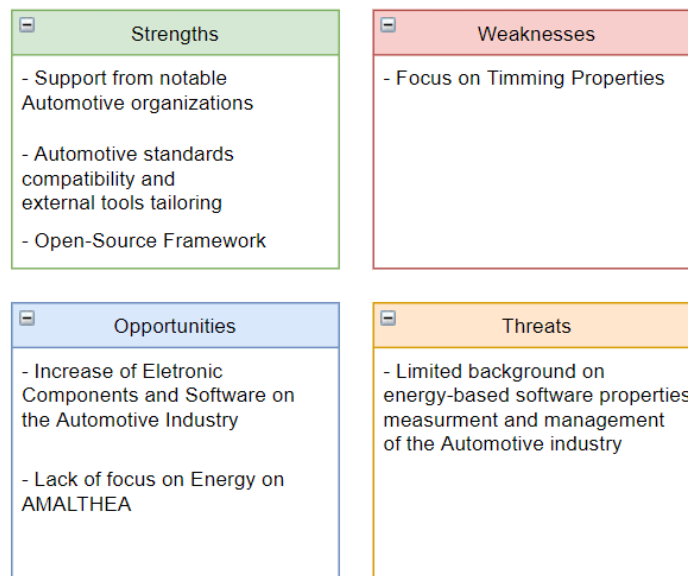 Strengths
- Support from notable
Automotive organizations
- Automotive standards
compatibility and
external tools tailoring
- Open-Source Framework
Weaknesses
- Focus on Timming Properties
Opportunities
- Increase of Eletronic
Components and Software on
the Automotive Industry
- Lack of focus on Energy on
AMALTHEA
Threats
- Limited background on
energy-based software properties
measurment and management
of the Automotive industry